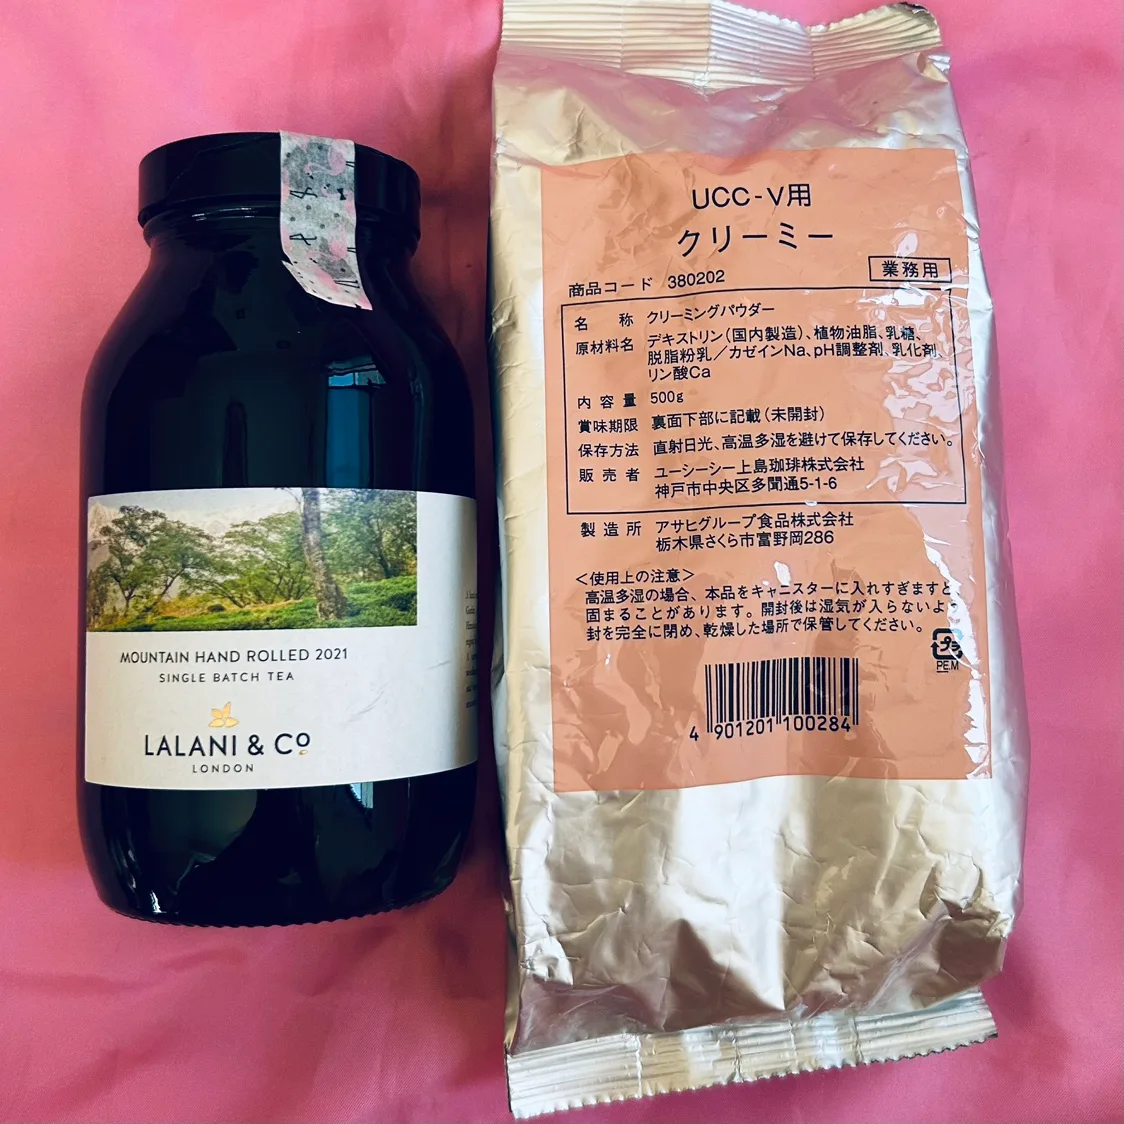 MOUNTAIN HAND ROLLED 2021
SINGLE BATCH TEA
LALANI & Co
LONDON
UCC-V用
クリーミー
商品コード 380202
業務用
名称 クリーミングパウダー
原材料名 デキストリン(国内製造)、植物油脂、乳糖、
脱脂粉乳/カゼインNa、pH調整剤、乳化剤、
リン酸Ca
内容量 500g
賞味期限 裏面下部に記載(未開封)
保存方法 直射日光、高温多湿を避けて保存してください。
販売者 ユーシーシー上島珈琲株式会社
神戸市中央区多聞通5-1-6
製造所 アサヒグループ食品株式会社
栃木県さくら市富野岡286
<使用上の注意>
高温多湿の場合、本品をキャニスターに入れすぎますと
固まることがあります。開封後は湿気が入らないよ
封を完全に閉め、乾燥した場所で保管してください。
プラ
PE,M
4 901201 100284